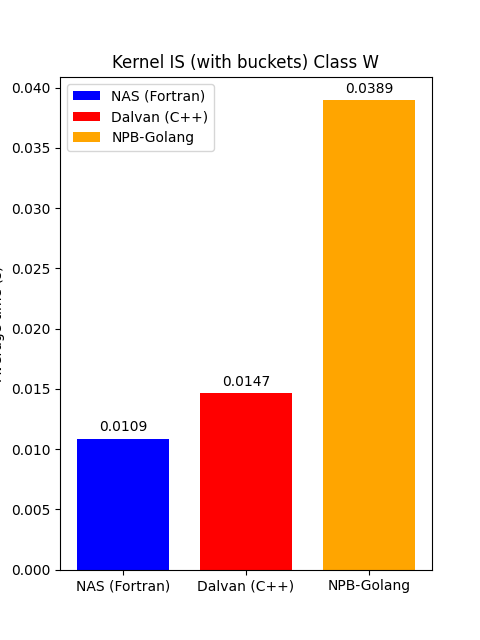 Kernel IS (with buckets) Class W
NAS (Fortran)
Dalvan (C++)
NPB-Golang
0.040
0.035
0.030
0.025
0.020
0.015
0.010
0.005
0.000
0.0109
0.0147
0.0389
NAS (Fortran)
Dalvan (C++)
NPB-Golang